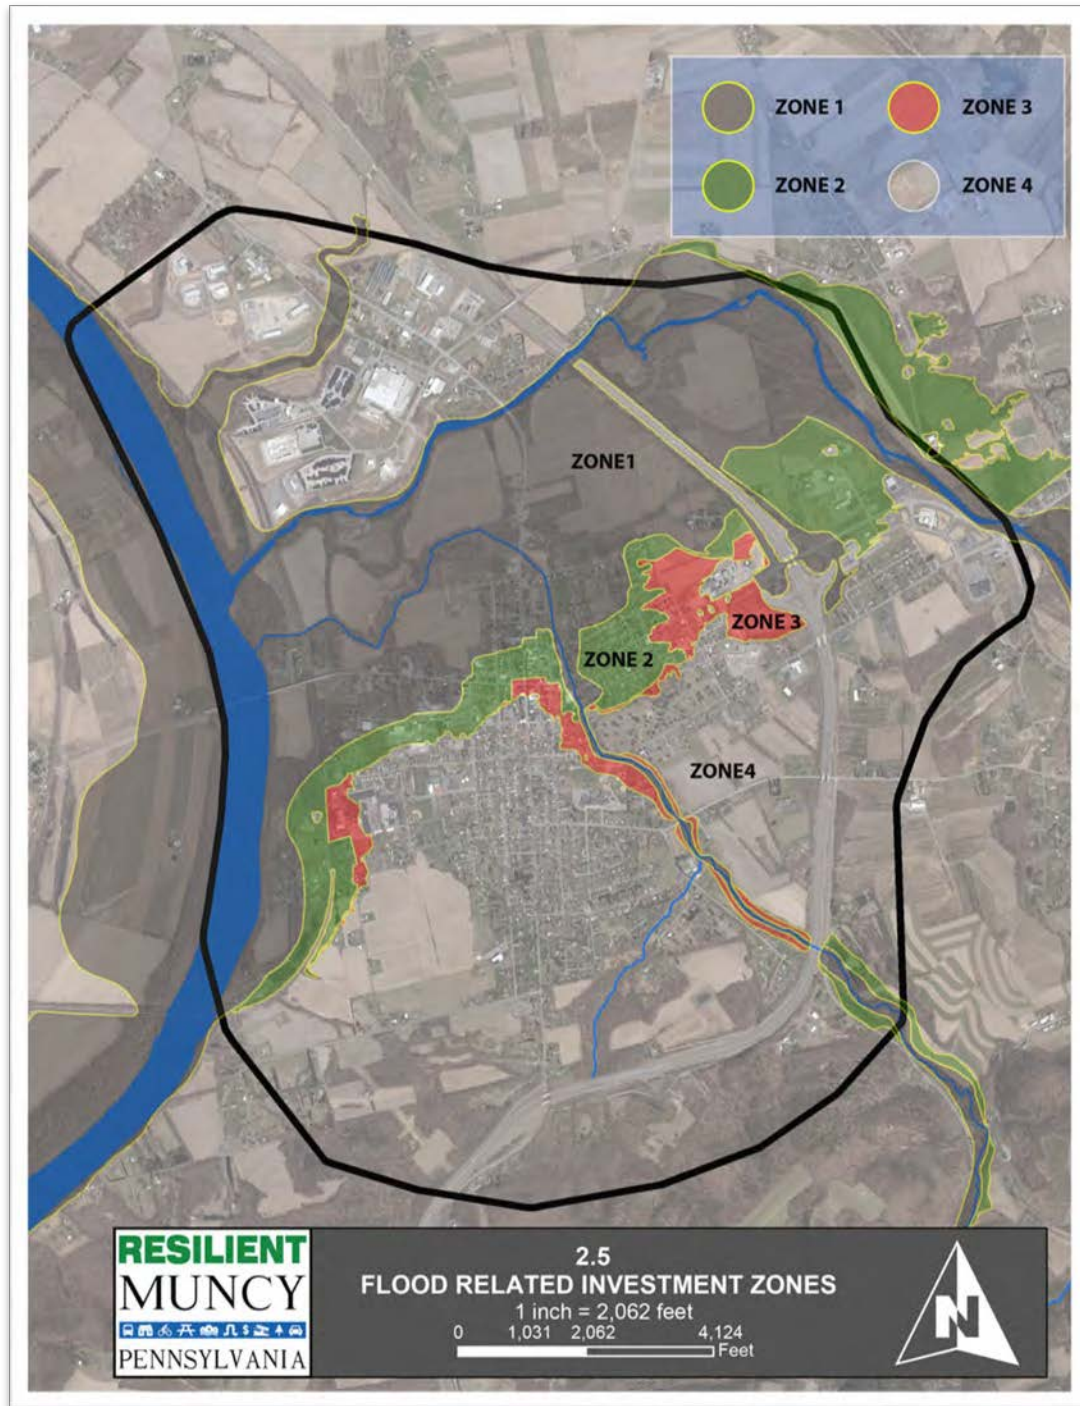 ZONE 1
ZONE 3
ZONE 2
ZONE 4
ZONE1
ZONE 3
ZONE 2
ZONE4
RESILIENT
MUNCY
PENNSYLVANIA
2.5
FLOOD RELATED INVESTMENT ZONES
1 inch = 2,062 feet
0 1,031 2,062 4,124
Feet
N